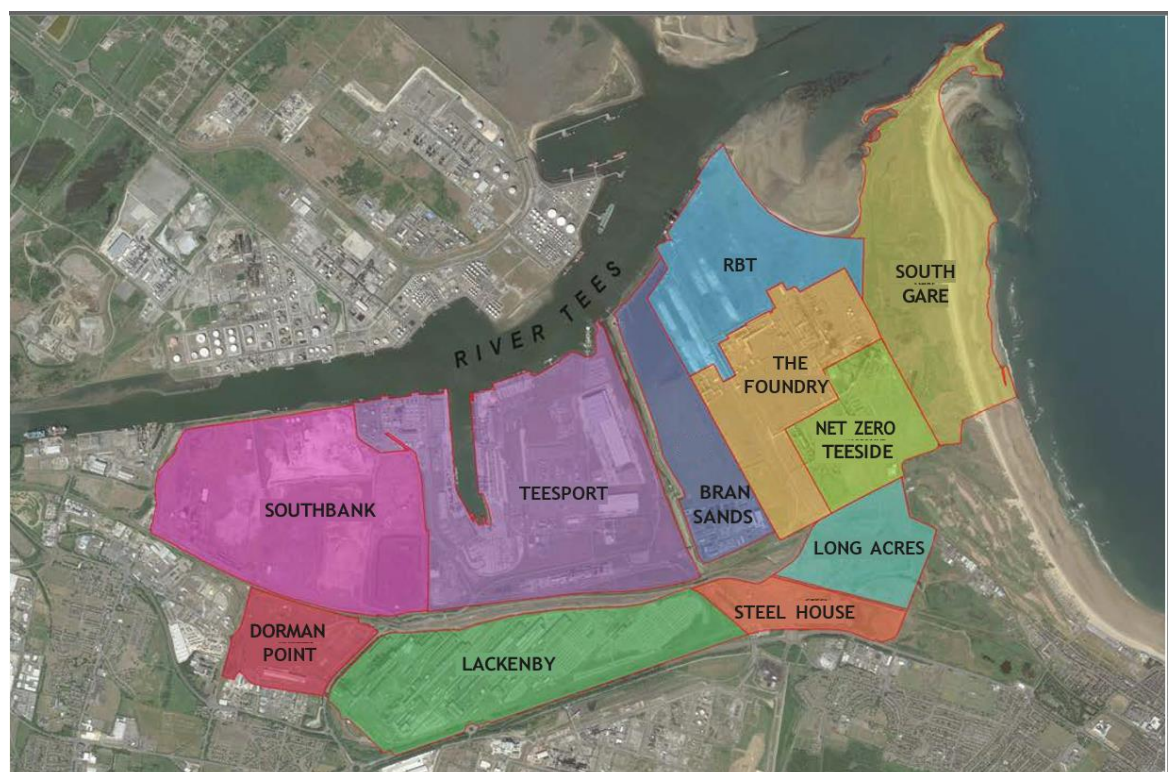 RBT
SOUTH
GARE
RIVER TEES
THE
FOUNDRY
NET ZERO
TEESIDE
SOUTHBANK
TEESPORT
BRAN
SANDS
LONG ACRES
STEEL HOUSE
DORMAN
POINT
LACKENBY